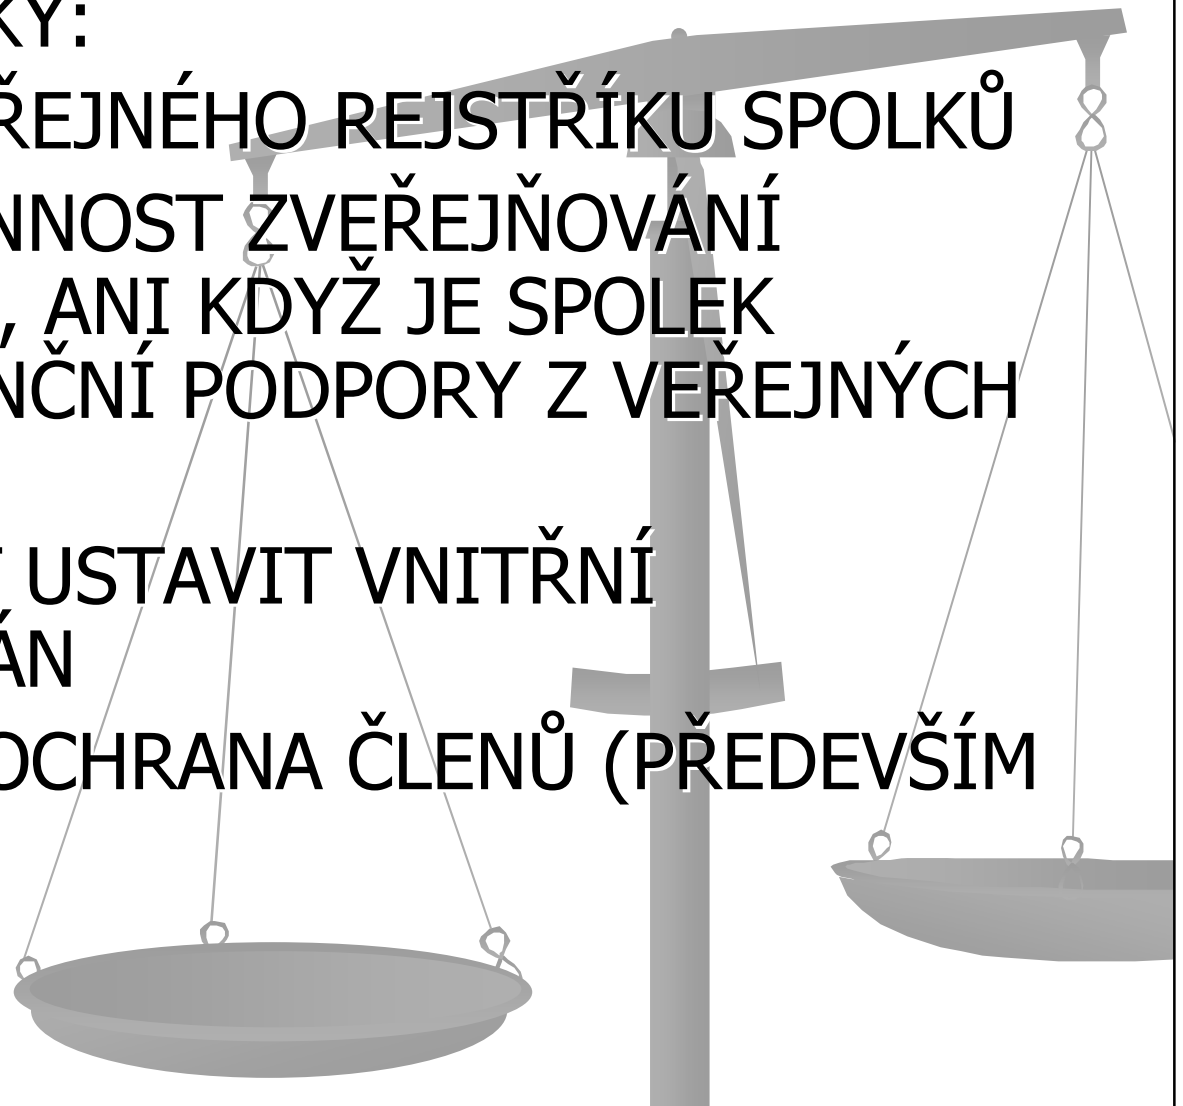 KY:
ŘEJNÉHO REJSTŘÍKU SPOLKŮ
NNOST ZVEŘEJŇOVÁNÍ
, ANI KDYŽ JE SPOLEK
NČNÍ PODPORY Z VEŘEJNÝCH
USTAVIT VNITŘNÍ
ÁN
OCHRANA ČLENŮ (PŘEDEVŠÍM